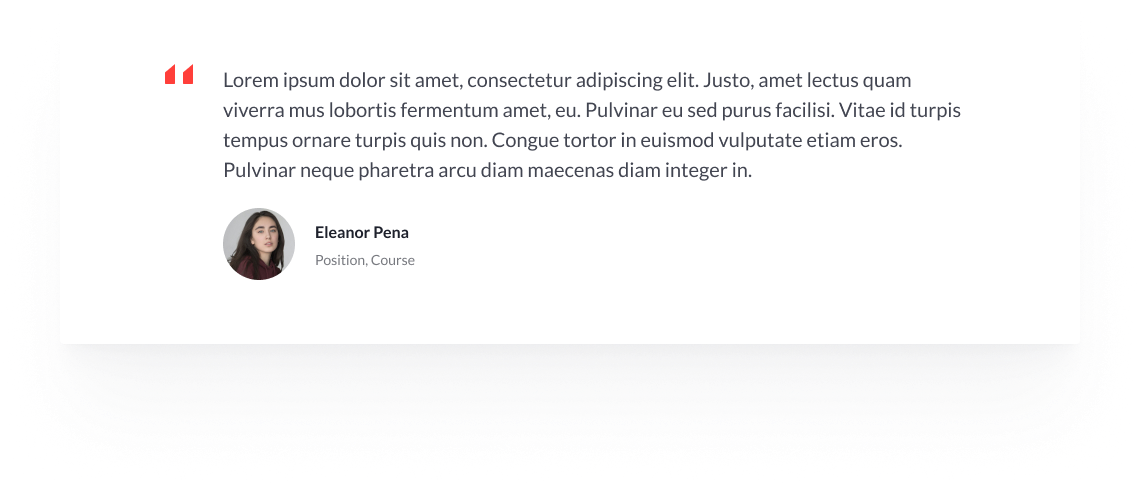 Lorem ipsum dolor sit amet, consectetur adipiscing elit. Justo, amet lectus quam
viverra mus lobortis fermentum amet, eu. Pulvinar eu sed purus facilisi. Vitae id turpis
tempus ornare turpis quis non. Congue tortor in euismod vulputate etiam eros.
Pulvinar neque pharetra arcu diam maecenas diam integer in.
Eleanor Pena
Position, Course